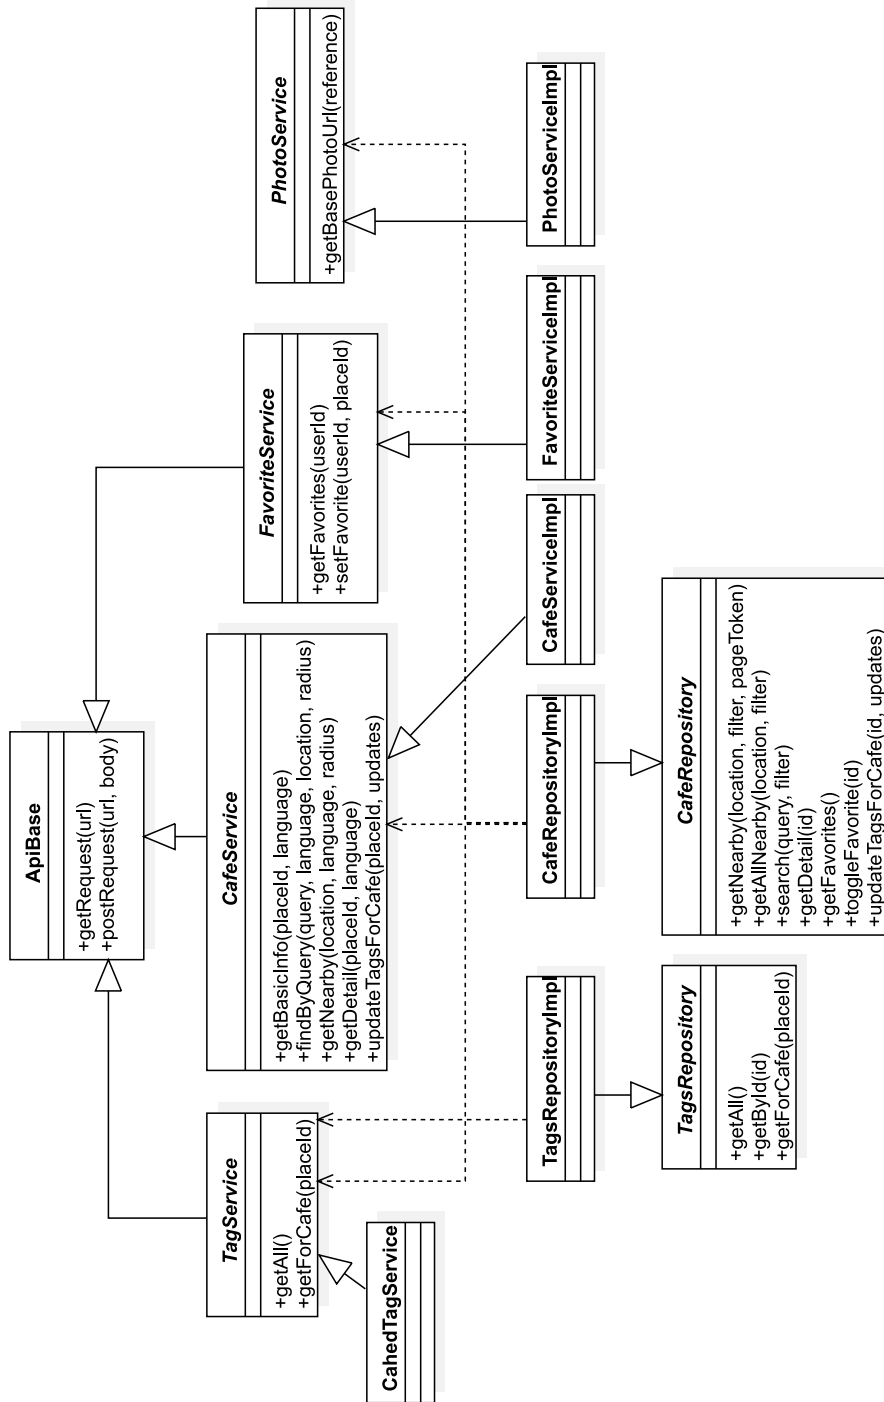 ApiBase
+getRequest(url)
+postRequest(url, body)
TagService
+getAll()
+getForCafe(placeId)
CafeService
+getBasicInfo(placeId, language)
+findByQuery(query, language, location, radius)
+getNearby(location, language, radius)
+getDetail(placeId, language)
+updateTagsForCafe(placeId, updates)
FavoriteService
+getFavorites(userId)
+setFavorite(userId, placeId)
PhotoService
+getBasePhotoUrl(reference)
CahedTagService
TagsRepositoryImpl
CafeRepositoryImpl
CafeServiceImpl
FavoriteServiceImpl
PhotoServiceImpl
TagsRepository
+getAll()
+getById(id)
+getForCafe(placeId)
CafeRepository
+getNearby(location, filter, pageToken)
+getAllNearby(location, filter)
+search(query, filter)
+getDetail(id)
+getFavorites()
+toggleFavorite(id)
+updateTagsForCafe(id, updates)